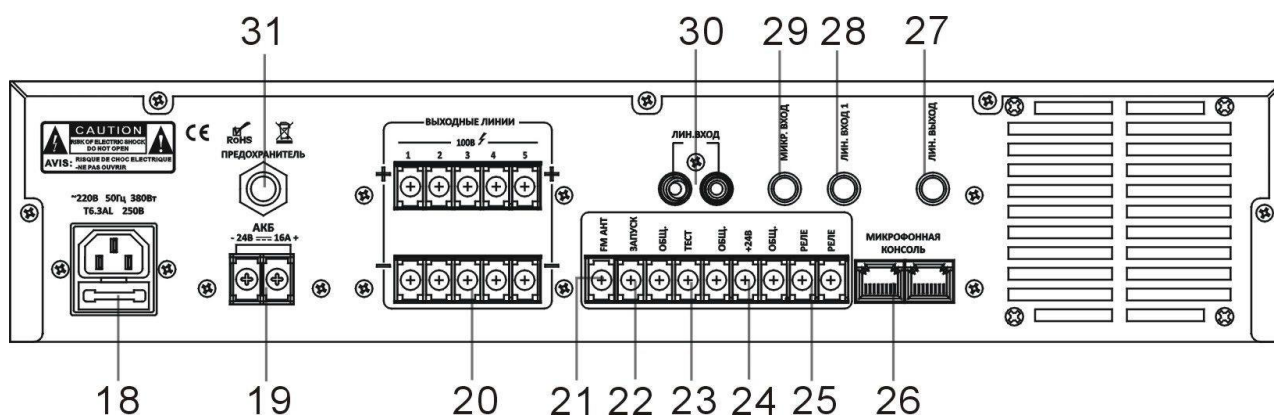 31
30
29
28
27
CAUTION
RISK OF ELECTRIC SHOCK
DO NOT OPEN
AVIS: RISQUE DE CHOC ELECTRIQUE
-NE PAS OUVRIR
CE
RoHS
ПРЕДОХРАНИТЕЛЬ
ВЫХОДНЫЕ ЛИНИИ
100В
1 2 3 4 5
+ +
- -
ЛИН.ВХОД
МИКР. ВХОД
ЛИН. ВХОД 1
ЛИН. ВЫХОД
~220В 50Гц 380Вт
T6.3AL 250В
АКБ
- 24В 16А +
FM АНТ
ЗАПУСК
ОБЩ.
ТЕСТ
ОБЩ.
+24В
ОБЩ.
РЕЛЕ
РЕЛЕ
МИКРОФОННАЯ
КОНСОЛЬ
18
19
20
21
22
23
24
25
26